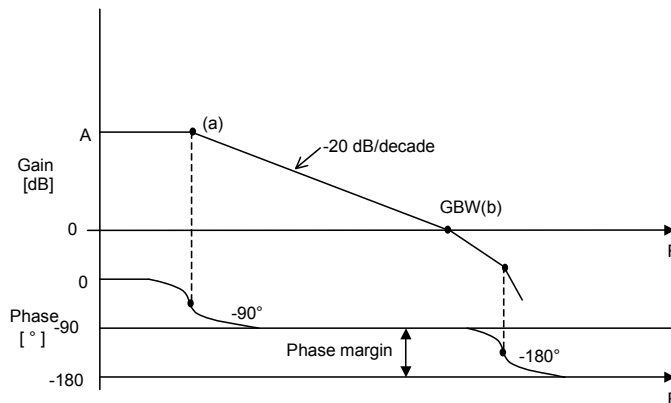 A
(a)
-20 dB/decade
Gain
[dB]
GBW(b)
0
F
0
Phase
-90
-90°
[ ° ]
Phase margin
-180°
-180
F